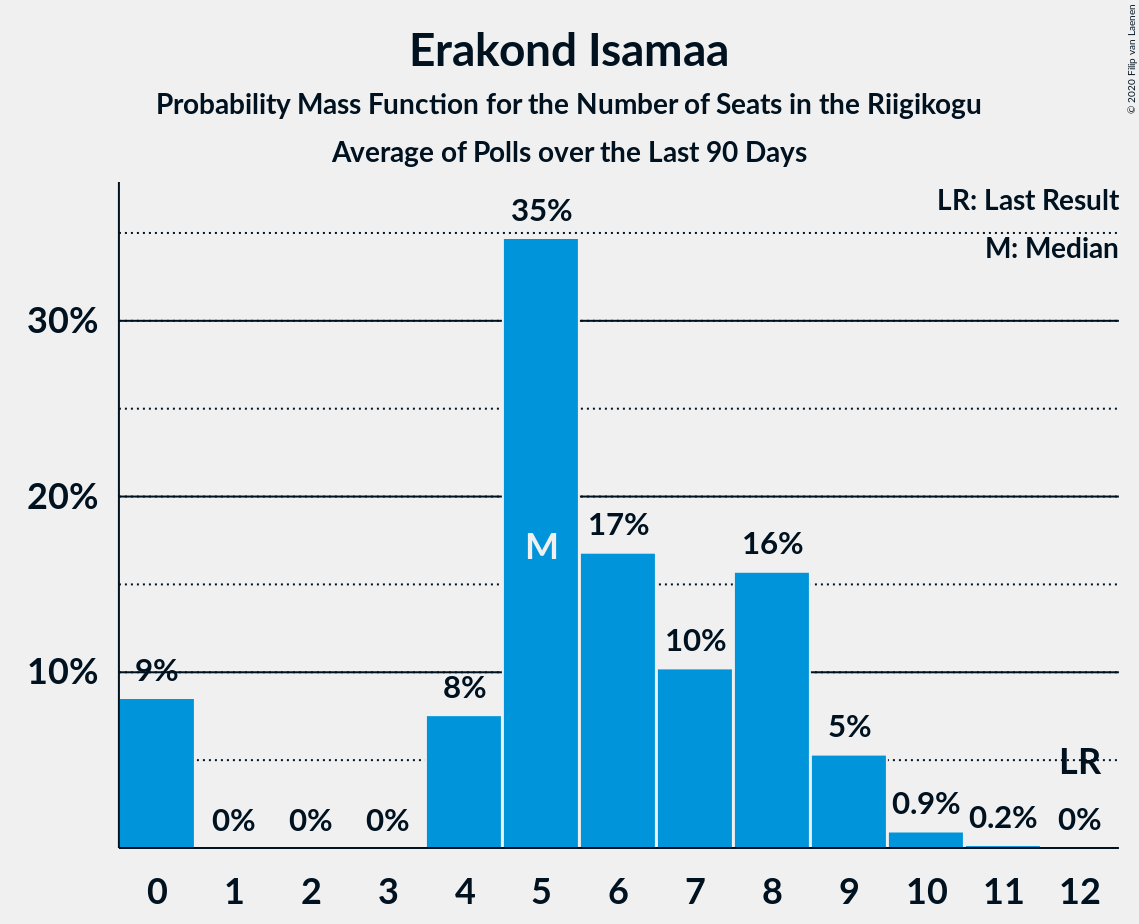 Erakond Isamaa
Probability Mass Function for the Number of Seats in the Riigikogu
Average of Polls over the Last 90 Days
© 2020 Filip van Laenen
LR: Last Result
M: Median
35%
30%
20%
17%
M
16%
10%
10%
9%
8%
5%
LR
0.9%
0.2%
0%
0%
0%
0%
0 1 2 3 4 5 6 7 8 9 10 11 12